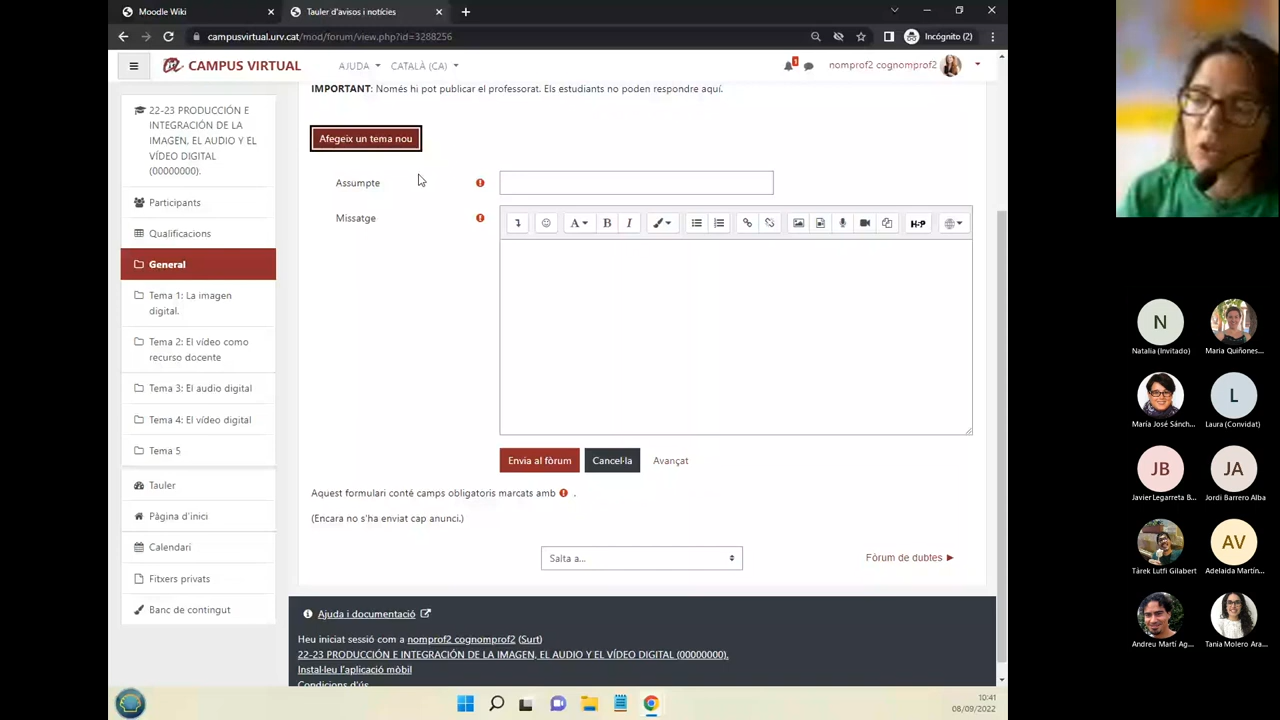 Moodle Wiki
Tauler d'avisos i notícies
campusvirtual.urv.cat/mod/forum/view.php?id=3288256
Incógnito (2)
CAMPUS VIRTUAL
AJUDA
CATALÀ (CA)
nomprof2 cognomprof2
22-23 PRODUCCIÓN E
INTEGRACIÓN DE LA
IMAGEN, EL AUDIO Y EL
VÍDEO DIGITAL
(00000000).
Participants
Qualificacions
General
Tema 1: La imagen
digital.
Tema 2: El vídeo como
recurso docente
Tema 3: El audio digital
Tema 4: El vídeo digital
Tema 5
Tauler
Pàgina d'inici
Calendari
Fitxers privats
Banc de contingut
IMPORTANT: Només hi pot publicar el professorat. Els estudiants no poden respondre aquí.
Afegeix un tema nou
Assumpte
Missatge
A
B
I
H-P
Envia al fòrum
Cancel·la
Avançat
Aquest formulari conté camps obligatoris marcats amb .
(Encara no s'ha enviat cap anunci.)
Salta a...
Fòrum de dubtes ►
Ajuda i documentació
Heu iniciat sessió com a nomprof2 cognomprof2 (Surt)
22-23 PRODUCCIÓN E INTEGRACIÓN DE LA IMAGEN, EL AUDIO Y EL VÍDEO DIGITAL (00000000).
Instal·leu l'aplicació mòbil
Condicions d'ús
10:41
08/09/2022
N
Natalia (Invitado)
María Quiñones...
María José Sánch...
L
Laura (Convidat)
JB
Javier Legarreta B...
JA
Jordi Barrero Alba
Tárek Lutfi Gilabert
AV
Adelaida Martín...
Andreu Martí Ag...
Tania Molero Ara...